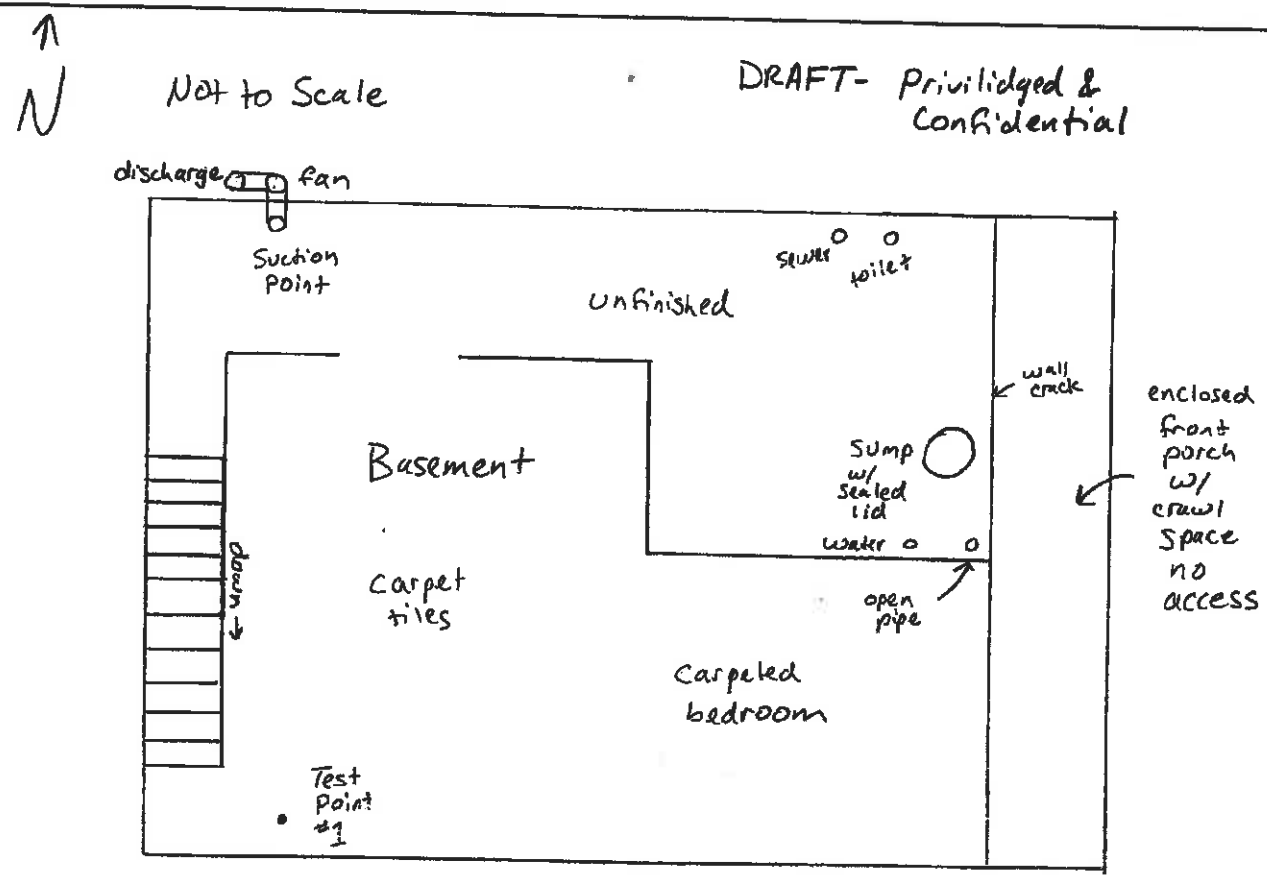 N
Not to Scale
DRAFT- Privilidged &
Confidential
discharge
fan
Suction
Point
sewer
toilet
unfinished
wall
crack
enclosed
front
porch
w/
crawl
space
no
access
Basement
Sump
w/
sealed
lid
water
down →
carpet
tiles
open
pipe
Carpeted
bedroom
Test
Point
#1